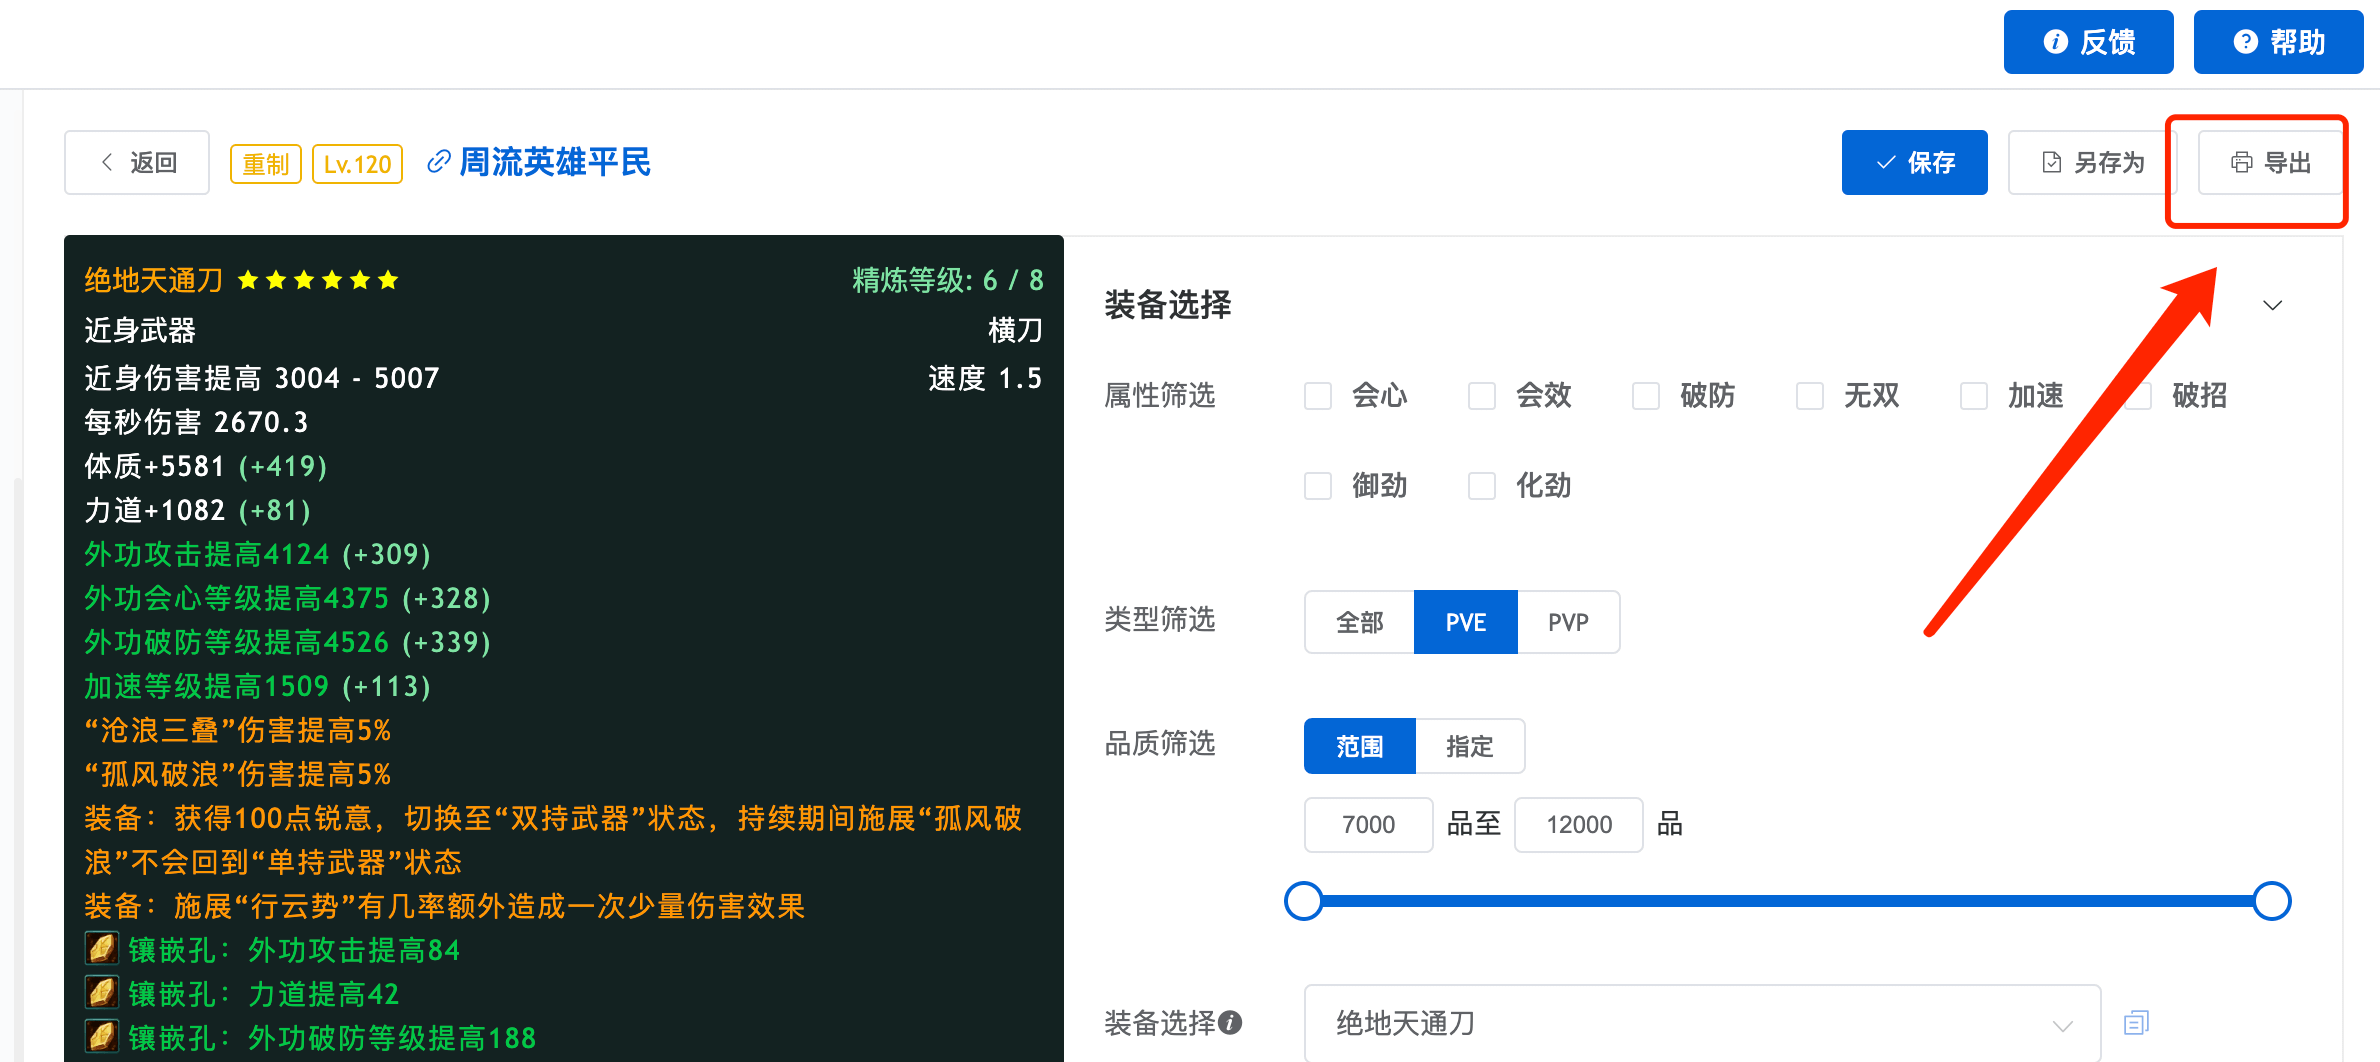 反馈 帮助
返回 重制 Lv.120 周流英雄平民 保存 另存为 导出
绝地天通刀 ★★★★★★ 精炼等级: 6 / 8
近身武器 横刀
近身伤害提高 3004 - 5007 速度 1.5
每秒伤害 2670.3
体质+5581 (+419)
力道+1082 (+81)
外功攻击提高4124 (+309)
外功会心等级提高4375 (+328)
外功破防等级提高4526 (+339)
加速等级提高1509 (+113)
“沧浪三叠”伤害提高5%
“孤风破浪”伤害提高5%
装备：获得100点锐意，切换至“双持武器”状态，持续期间施展“孤风破
浪”不会回到“单持武器”状态
装备：施展“行云势”有几率额外造成一次少量伤害效果
镶嵌孔：外功攻击提高84
镶嵌孔：力道提高42
镶嵌孔：外功破防等级提高188
装备选择
属性筛选 会心 会效 破防 无双 加速 破招
御劲 化劲
类型筛选 全部 PVE PVP
品质筛选 范围 指定
7000 品至 12000 品
装备选择 绝地天通刀